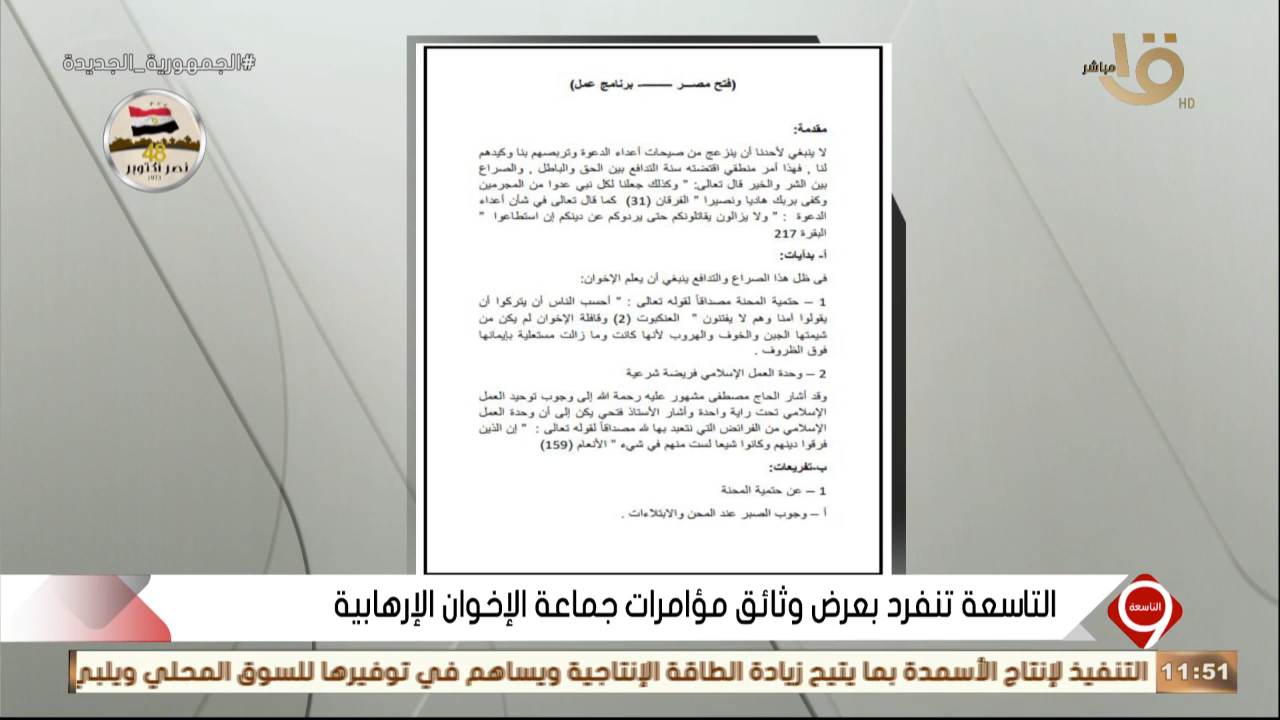 #الجمهورية_الجديدة
مباشر
HD
48
نصر أكتوبر
1973
(فتح مصـــر ــــــــ برنامج عمل)
مقدمة:
لا ينبغي لأحدنا أن ينزعج من صيحات أعداء الدعوة وتربصهم بنا وكيدهم
لنا , فهذا أمر منطقي اقتضته سنة التدافع بين الحق والباطل , والصراع
بين الشر والخير قال تعالى: " وكذلك جعلنا لكل نبي عدوا من المجرمين
وكفى بربك هاديا ونصيرا " الفرقان (31) كما قال تعالى في شأن أعداء
الدعوة : " ولا يزالون يقاتلونكم حتى يردوكم عن دينكم إن استطاعوا "
البقرة 217
أ- بدأيات:
فى ظل هذا الصراع والتدافع ينبغي أن يعلم الإخوان:
1 – حتمية المحنة مصداقاً لقوله تعالى : " أحسب الناس أن يتركوا أن
يقولوا آمنا وهم لا يفتنون " العنكبوت (2) وقافلة الإخوان لم يكن من
شيمتها الجبن والخوف والهروب لأنها كانت وما زالت مستعلية بإيمانها
فوق الظروف .
2 – وحدة العمل الإسلامي فريضة شرعية
وقد أشار الحاج مصطفى مشهور عليه رحمة الله إلى وجوب توحيد العمل
الإسلامي تحت راية واحدة وأشار الأستاذ فتحي يكن إلى أن وحدة العمل
الإسلامي من الفرائض التي نتعبد بها لله مصداقاً لقوله تعالى : " إن الذين
فرقوا دينهم وكانوا شيعا لست منهم في شيء " الأنعام (159)
ب-تفريعات:
1 – عن حتمية المحنة
أ – وجوب الصبر عند المحن والابتلاءات .
التاسعة تنفرد بعرض وثائق مؤامرات جماعة الإخوان الإرهابية
التاسعة
9
11:51
التنفيذ لإنتاج الأسمدة بما يتيح زيادة الطاقة الإنتاجية ويساهم في توفيرها للسوق المحلي ويلبي